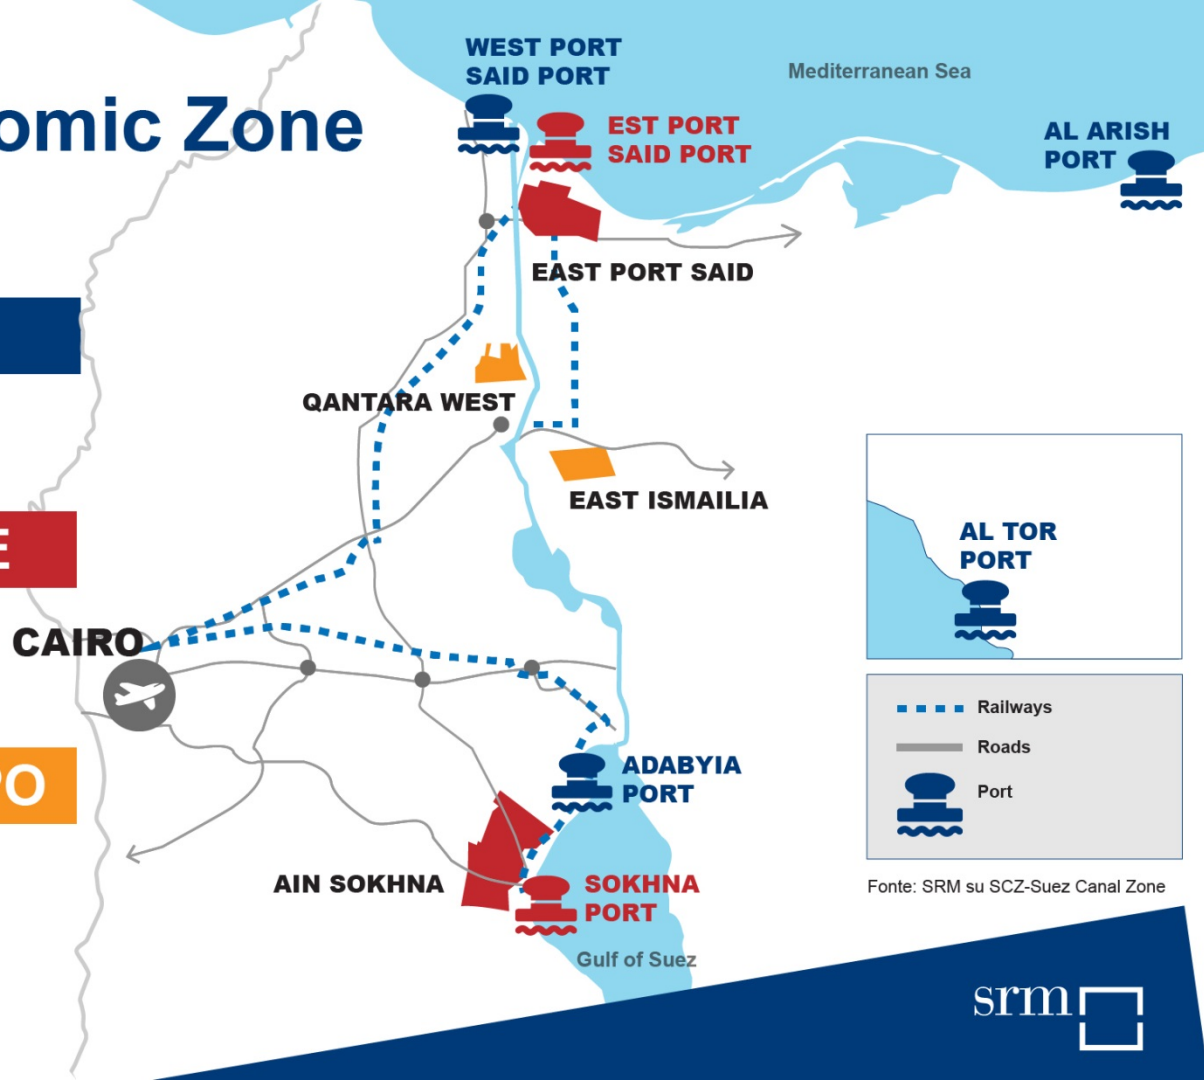 omic Zone
WEST PORT
SAID PORT
Mediterranean Sea
EST PORT
SAID PORT
AL ARISH
PORT
EAST PORT SAID
QANTARA WEST
EAST ISMAILIA
AL TOR
PORT
E
CAIRO
Railways
Roads
Port
PO
ADABYIA
PORT
AIN SOKHNA
SOKHNA
PORT
Fonte: SRM su SCZ-Suez Canal Zone
Gulf of Suez
srm